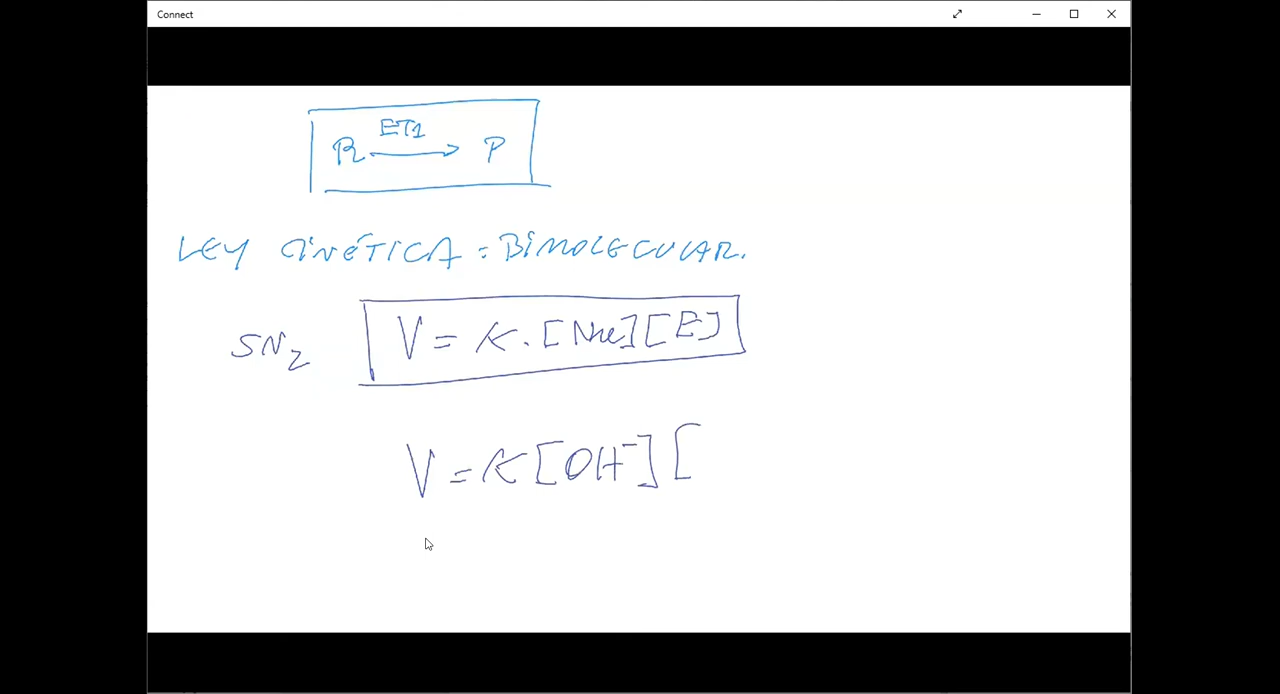 Connect
ET1
R → P
LEY CINÉTICA = BIMOLECULAR.
SN2 V = K. [Nu] [E]
V = K [OH⁻] [